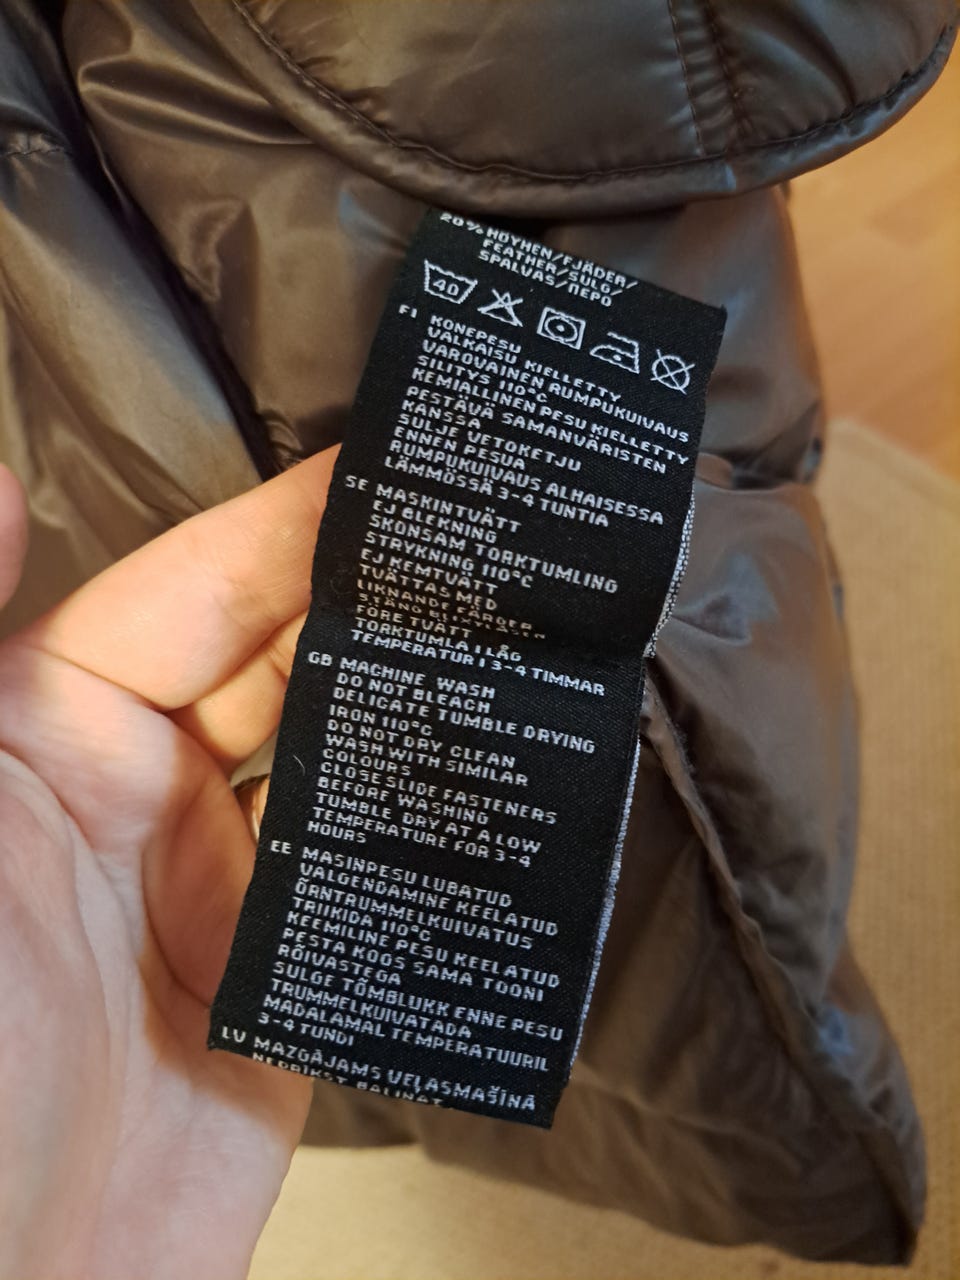 20% HÖYHEN/FJÄDER/
FEATHER/SULG/
SPALVAS/ПЕРО
40
FI KONEPESU
VALKAISU KIELLETTY
VAROVAINEN RUMPUKUIVAUS
SILITYS 110°C
KEMIALLINEN PESU KIELLETTY
PESTÄVÄ SAMANVÄRISTEN
KANSSA
SULJE VETOKETJU
ENNEN PESUA
RUMPUKUIVAUS ALHAISESSA
LÄMMÖSSÄ 3-4 TUNTIA
SE MASKINTVÄTT
EJ BLEKNING
SKONSAM TORKTUMLING
STRYKNING 110°C
EJ KEMTVÄTT
TVÄTTAS MED
LIKNANDE FÄRGER
STÄNG BLIXTLÅSEN
FÖRE TVÄTT
TORKTUMLA I LÅG
TEMPERATUR I 3-4 TIMMAR
GB MACHINE WASH
DO NOT BLEACH
DELICATE TUMBLE DRYING
IRON 110°C
DO NOT DRY CLEAN
WASH WITH SIMILAR
COLOURS
CLOSE SLIDE FASTENERS
BEFORE WASHING
TUMBLE DRY AT A LOW
TEMPERATURE FOR 3-4
HOURS
EE MASINPESU LUBATUD
VALGENDAMINE KEELATUD
ÕRNTRUMMELKUIVATUS
TRIIKIDA 110°C
KEEMILINE PESU KEELATUD
PESTA KOOS SAMA TOONI
RÕIVASTEGA
SULGE TÕMBLUKK ENNE PESU
TRUMMELKUIVATADA
MADALAMAL TEMPERATUURIL
3-4 TUNDI
LV MAZGĀJAMS VEĻASMAŠĪNĀ
NEDRĪKST BALINĀT